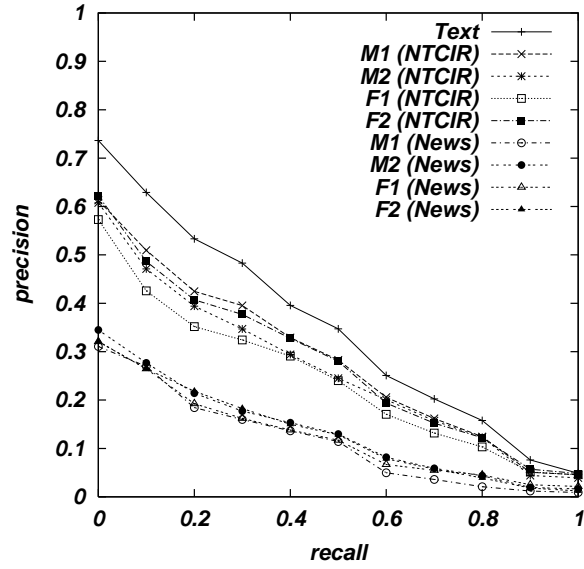 1
0.9
0.8
0.7
0.6
0.5
0.4
0.3
0.2
0.1
0
precision
Text
M1 (NTCIR)
M2 (NTCIR)
F1 (NTCIR)
F2 (NTCIR)
M1 (News)
M2 (News)
F1 (News)
F2 (News)
0 0.2 0.4 0.6 0.8 1
recall